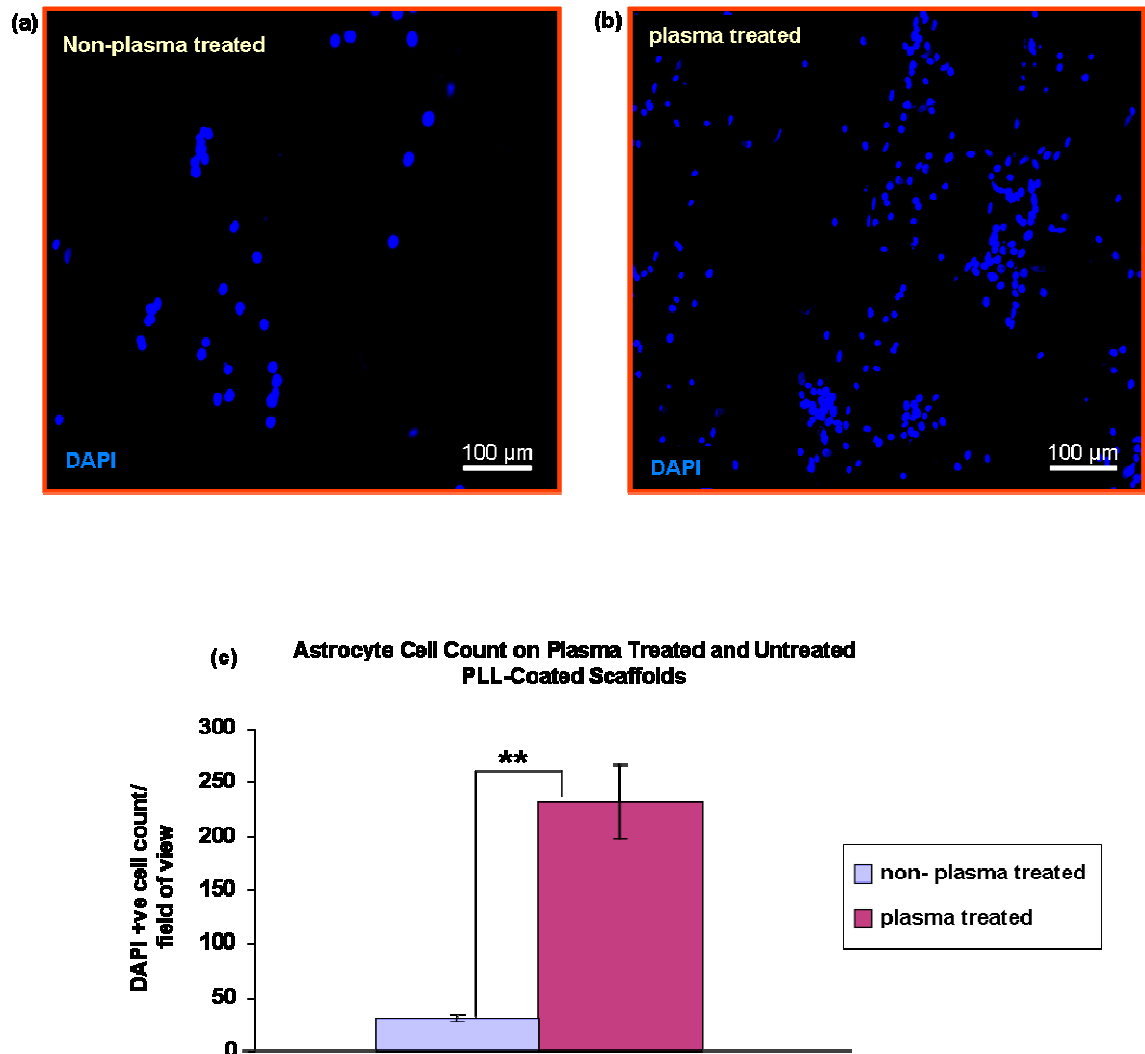 (a)
Non-plasma treated
DAPI
100 µm
(b)
plasma treated
DAPI
100 µm
(c)
Astrocyte Cell Count on Plasma Treated and Untreated
PLL-Coated Scaffolds
DAPI +ve cell count/
field of view
300
250
200
150
100
50
0
**
non- plasma treated
plasma treated